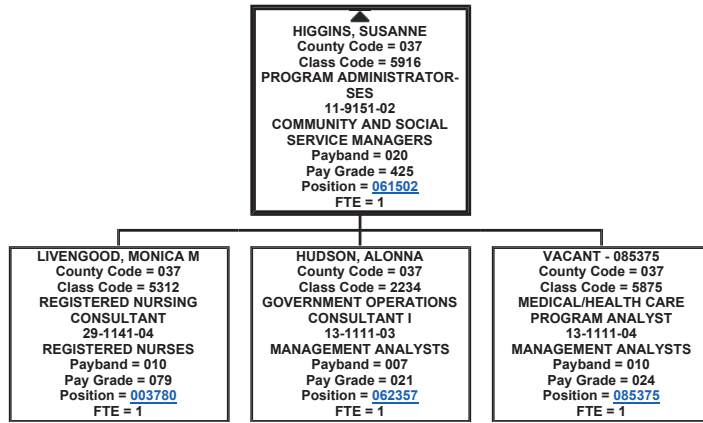 HIGGINS, SUSANNE
County Code = 037
Class Code = 5916
PROGRAM ADMINISTRATOR-
SES
11-9151-02
COMMUNITY AND SOCIAL
SERVICE MANAGERS
Payband = 020
Pay Grade = 425
Position = 061502
FTE = 1
LIVENGOOD, MONICA M
County Code = 037
Class Code = 5312
REGISTERED NURSING
CONSULTANT
29-1141-04
REGISTERED NURSES
Payband = 010
Pay Grade = 079
Position = 003780
FTE = 1
HUDSON, ALONNA
County Code = 037
Class Code = 2234
GOVERNMENT OPERATIONS
CONSULTANT I
13-1111-03
MANAGEMENT ANALYSTS
Payband = 007
Pay Grade = 021
Position = 062357
FTE = 1
VACANT - 085375
County Code = 037
Class Code = 5875
MEDICAL/HEALTH CARE
PROGRAM ANALYST
13-1111-04
MANAGEMENT ANALYSTS
Payband = 010
Pay Grade = 024
Position = 085375
FTE = 1